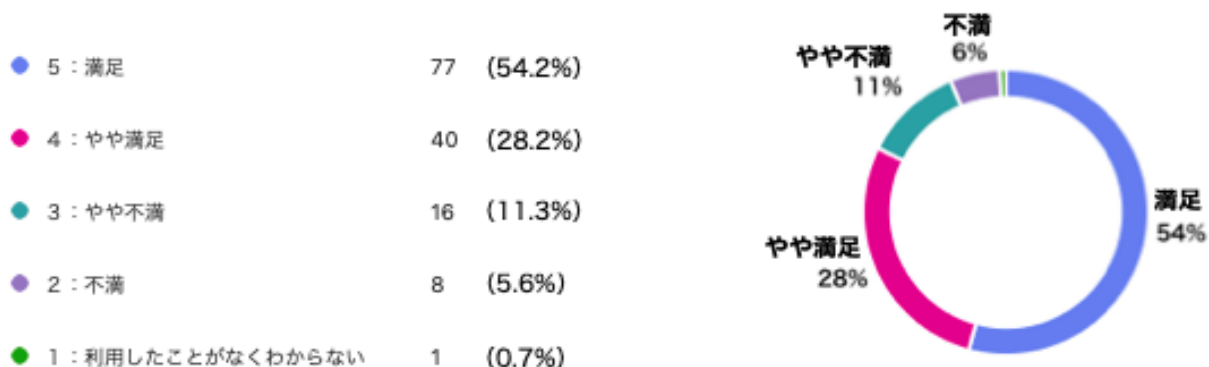 5：満足 77 (54.2%)
4：やや満足 40 (28.2%)
3：やや不満 16 (11.3%)
2：不満 8 (5.6%)
1：利用したことがなくわからない 1 (0.7%)
不満
6%
やや不満
11%
満足
54%
やや満足
28%